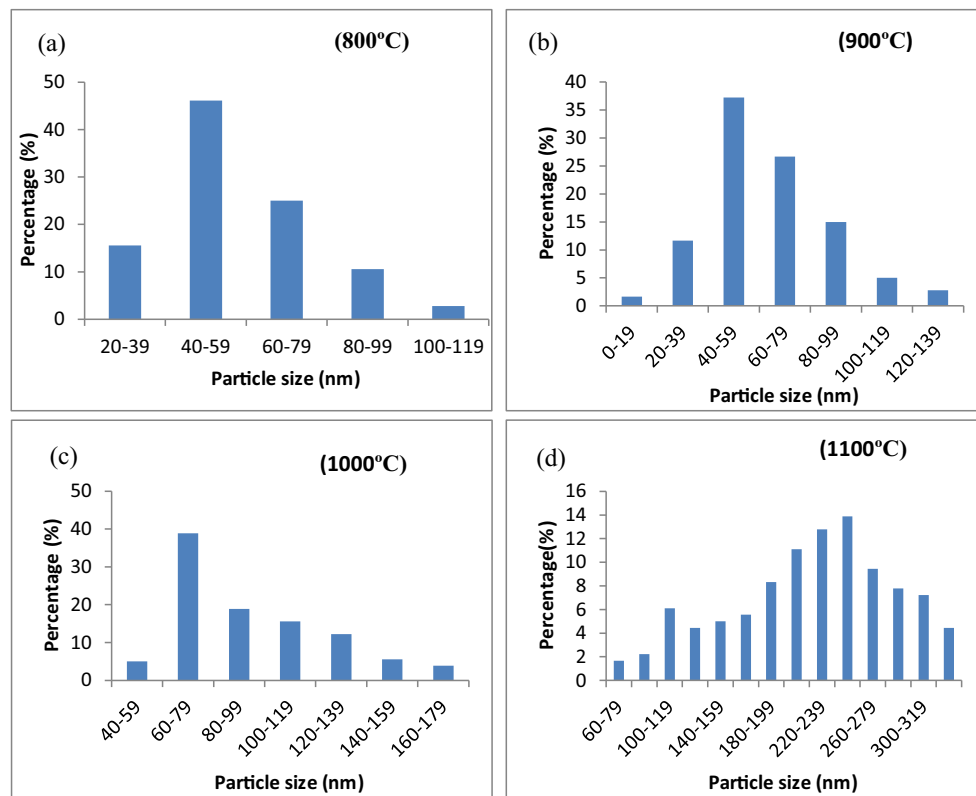 (a)
(800ºC)
50
40
30
20
10
0
Percentage (%)
20-39 40-59 60-79 80-99 100-119
Particle size (nm)
(b)
(900ºC)
40
35
30
25
20
15
10
5
0
Percentage (%)
0-19 20-39 40-59 60-79 80-99 100-119 120-139
Particle size (nm)
(c)
(1000ºC)
50
40
30
20
10
0
Percentage (%)
40-59 60-79 80-99 100-119 120-139 140-159 160-179
Particle size (nm)
(d)
(1100ºC)
16
14
12
10
8
6
4
2
0
Percentage(%)
60-79 100-119 140-159 180-199 220-239 260-279 300-319
Particle size (nm)